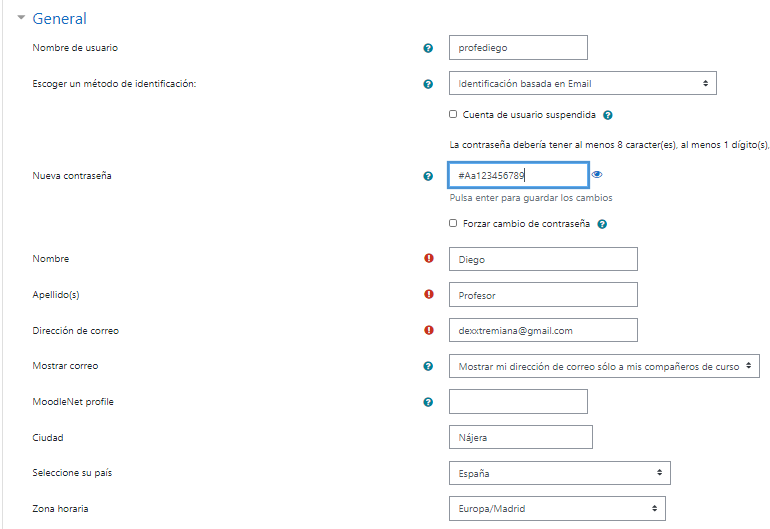 General
Nombre de usuario
profediego
Escoger un método de identificación:
Identificación basada en Email
Cuenta de usuario suspendida
La contraseña debería tener al menos 8 caracter(es), al menos 1 dígito(s),
Nueva contraseña
#Aa123456789
Pulsa enter para guardar los cambios
Forzar cambio de contraseña
Nombre
Diego
Apellido(s)
Profesor
Dirección de correo
dexxtremiana@gmail.com
Mostrar correo
Mostrar mi dirección de correo sólo a mis compañeros de curso
MoodleNet profile
Ciudad
Nájera
Seleccione su país
España
Zona horaria
Europa/Madrid